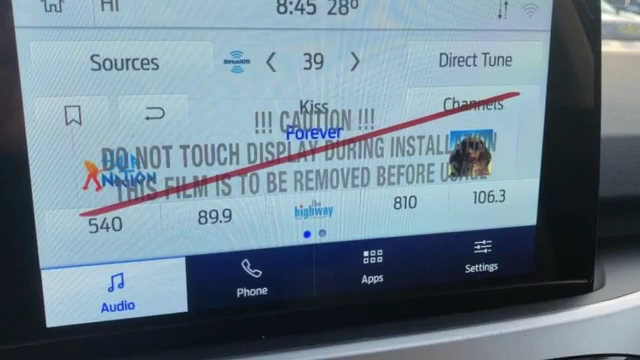 HI 8:45 28°
Sources SiriusXM 39 Direct Tune
Kiss Channels
!!! CAUTION !!!
Forever
DO NOT TOUCH DISPLAY DURING INSTALLATION
NATION
THIS FILM IS TO BE REMOVED BEFORE USAGE
540 89.9 the highway 810 106.3
Audio Phone Apps Settings